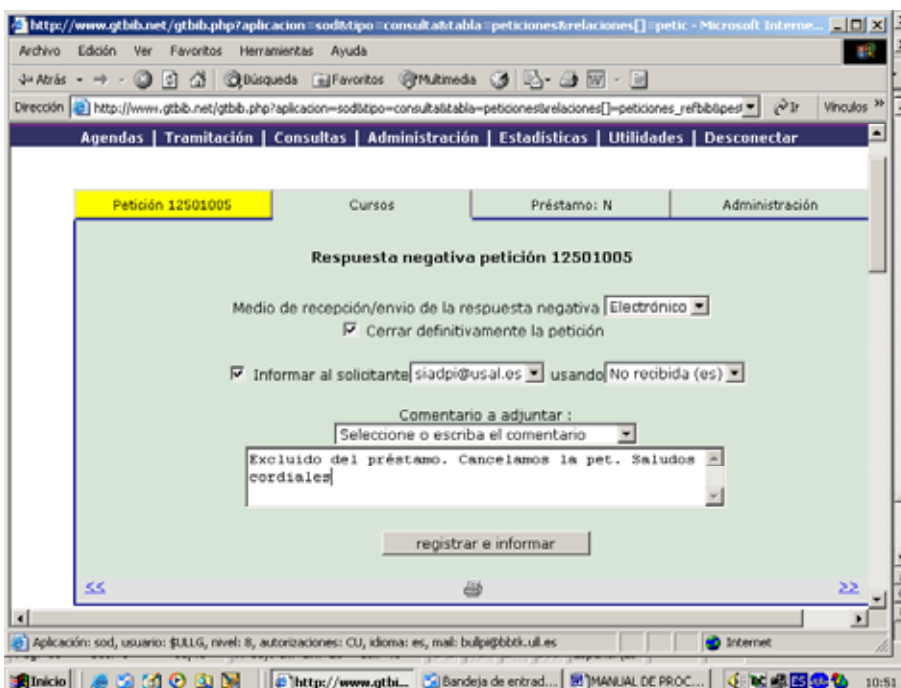 http://www.gtbib.net/gtbib.php?aplicacion=sod&tipo=consulta&tabla=peticiones&relaciones[]=petic - Microsoft Interne...
Archivo Edición Ver Favoritos Herramientas Ayuda
Atrás Búsqueda Favoritos Multimedia
Dirección http://www.gtbib.net/gtbib.php?aplicacion=sod&tipo=consulta&tabla=peticiones&relaciones[]=peticiones_refbib&pest Ir Vínculos »
Agendas | Tramitación | Consultas | Administración | Estadísticas | Utilidades | Desconectar
Petición 12501005 Cursos Préstamo: N Administración
Respuesta negativa petición 12501005
Medio de recepción/envio de la respuesta negativa Electrónico
Cerrar definitivamente la petición
Informar al solicitante siadpi@usal.es usando No recibida (es)
Comentario a adjuntar :
Seleccione o escriba el comentario
Excluido del préstamo. Cancelamos la pet. Saludos
cordiales
registrar e informar
<< >>
Aplicación: sod, usuario: $ULLG, nivel: 8, autorizaciones: CU, idioma: es, mail: bulpi@bbtk.ull.es Internet
Inicio http://www.gtbi... Bandeja de entrad... MANUAL DE PROC... ES 10:51